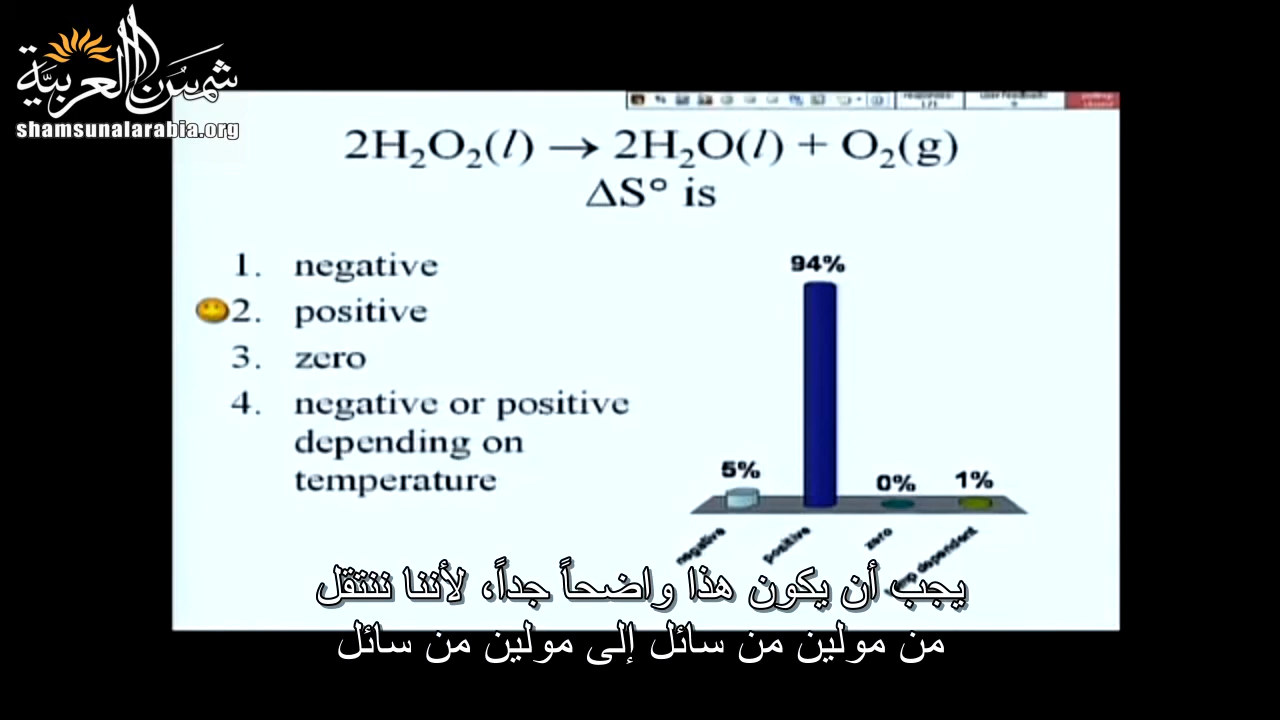 شمسن العربية
shamsunalarabia.org
2H₂O₂(l) → 2H₂O(l) + O₂(g)
ΔS° is
1. negative
2. positive
3. zero
4. negative or positive
depending on
temperature
94%
5%
0%
1%
negative
positive
zero
dependent
يجب أن يكون هذا واضحاً جداً، لأننا ننتقل
من مولين من سائل إلى مولين من سائل